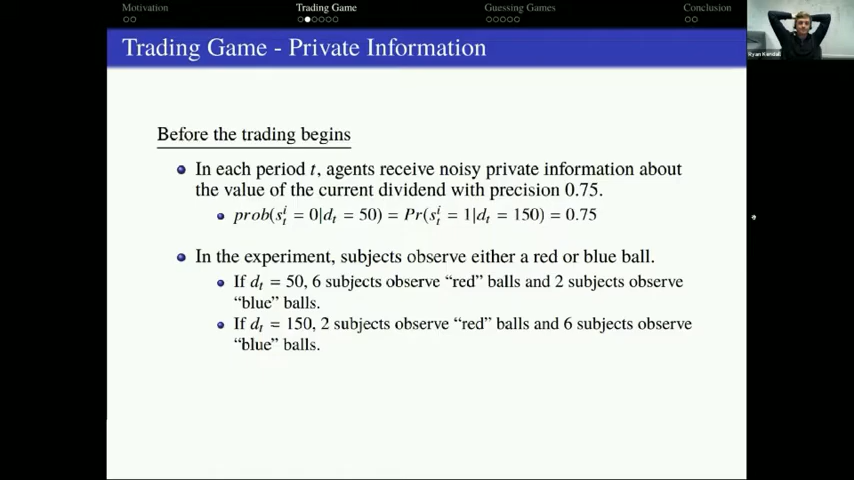 Motivation
Trading Game
Guessing Games
Conclusion
Trading Game - Private Information
Ryan Kendall
Before the trading begins
In each period t, agents receive noisy private information about
the value of the current dividend with precision 0.75.
prob(s_t^i = 0|d_t = 50) = Pr(s_t^i = 1|d_t = 150) = 0.75
In the experiment, subjects observe either a red or blue ball.
If d_t = 50, 6 subjects observe “red” balls and 2 subjects observe
“blue” balls.
If d_t = 150, 2 subjects observe “red” balls and 6 subjects observe
“blue” balls.